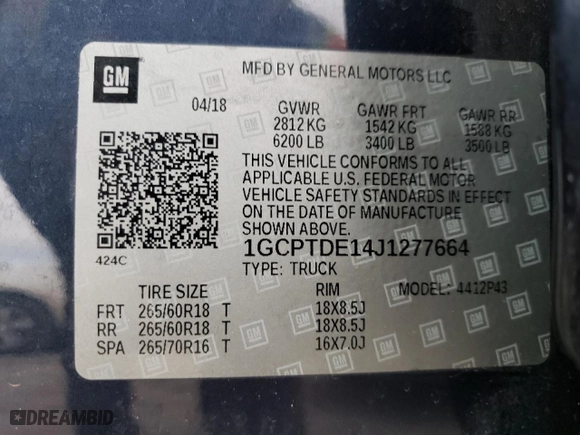 GM
MFD BY GENERAL MOTORS LLC
04/18
GVWR GAWR FRT GAWR RR
2812 KG 1542 KG 1588 KG
6200 LB 3400 LB 3500 LB
THIS VEHICLE CONFORMS TO ALL
APPLICABLE U.S. FEDERAL MOTOR
VEHICLE SAFETY STANDARDS IN EFFECT
ON THE DATE OF MANUFACTURE
SHOWN ABOVE.
424C
1GCPTDE14J1277664
TYPE: TRUCK MODEL: 4412P43
TIRE SIZE RIM
FRT 265/60R18 T 18X8.5J
RR 265/60R18 T 18X8.5J
SPA 265/70R16 T 16X7.0J
DREAMBID